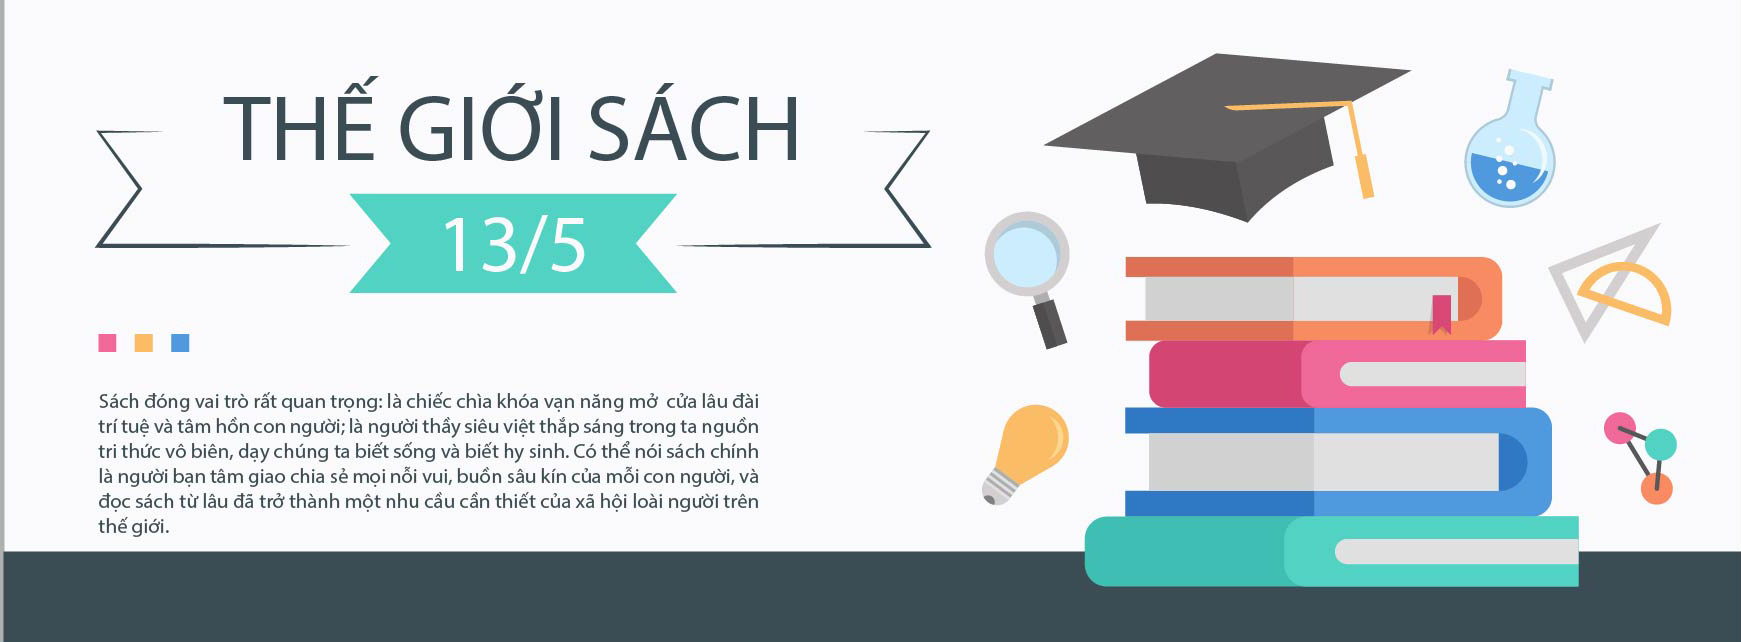 THẾ GIỚI SÁCH
13/5
Sách đóng vai trò rất quan trọng: là chiếc chìa khóa vạn năng mở cửa lâu đài
trí tuệ và tâm hồn con người; là người thầy siêu việt thắp sáng trong ta nguồn
tri thức vô biên, dạy chúng ta biết sống và biết hy sinh. Có thể nói sách chính
là người bạn tâm giao chia sẻ mọi nỗi vui, buồn sâu kín của mỗi con người, và
đọc sách từ lâu đã trở thành một nhu cầu cần thiết của xã hội loài người trên
thế giới.